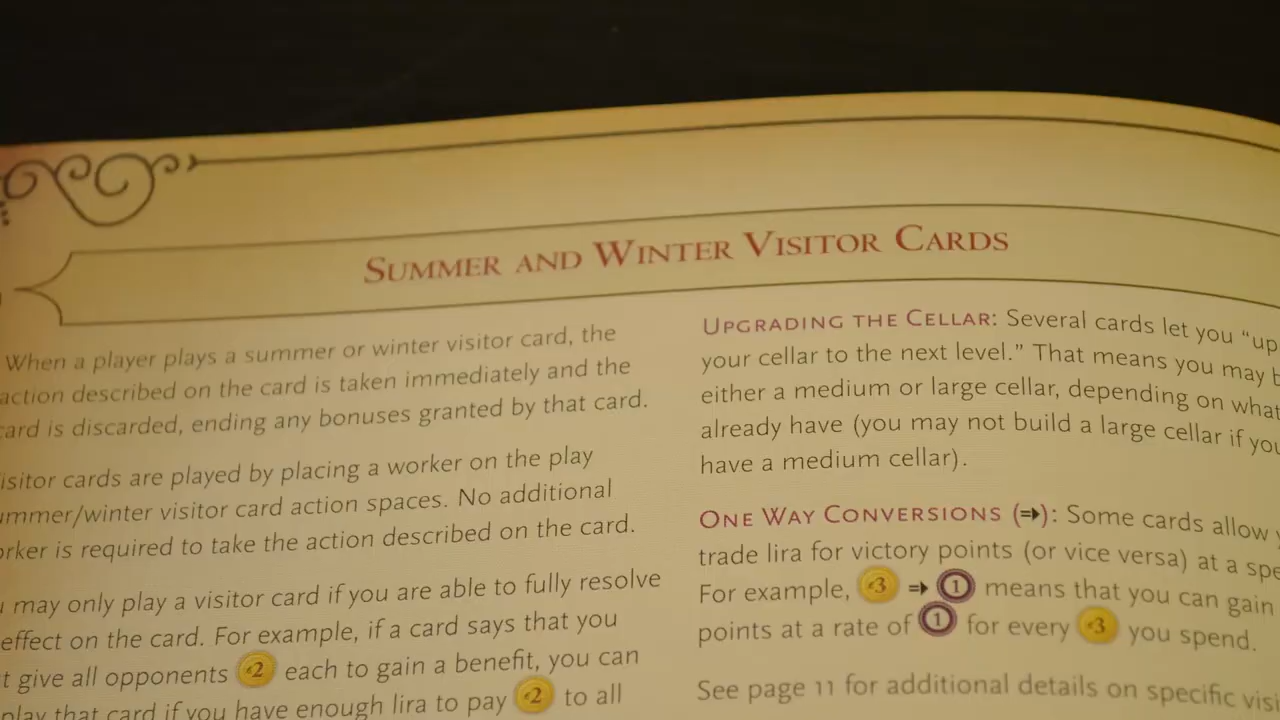 SUMMER AND WINTER VISITOR CARDS
When a player plays a summer or winter visitor card, the
action described on the card is taken immediately and the
card is discarded, ending any bonuses granted by that card.
isitor cards are played by placing a worker on the play
ummer/winter visitor card action spaces. No additional
orker is required to take the action described on the card.
may only play a visitor card if you are able to fully resolve
effect on the card. For example, if a card says that you
t give all opponents 2 each to gain a benefit, you can
play that card if you have enough lira to pay 2 to all
UPGRADING THE CELLAR: Several cards let you “up
your cellar to the next level.” That means you may b
either a medium or large cellar, depending on what
already have (you may not build a large cellar if you
have a medium cellar).
ONE WAY CONVERSIONS (⇒): Some cards allow y
trade lira for victory points (or vice versa) at a spe
For example, 3 ⇒ 1 means that you can gain
points at a rate of 1 for every 3 you spend.
See page 11 for additional details on specific visi